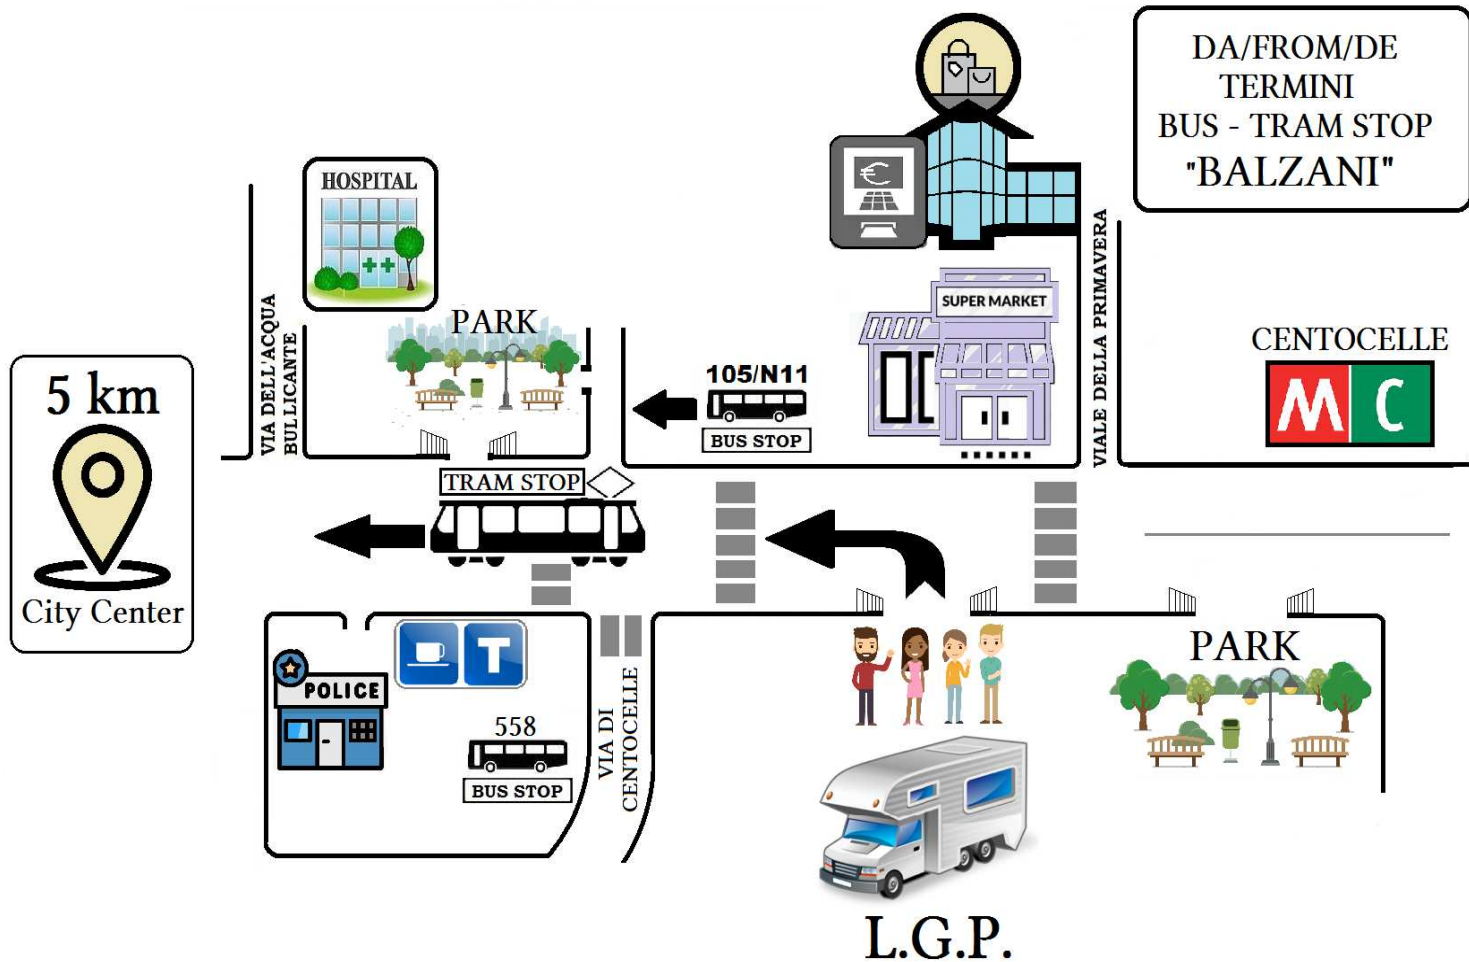 DA/FROM/DE
TERMINI
BUS - TRAM STOP
"BALZANI"
HOSPITAL
PARK
VIA DELL'ACQUA
BULLICANTE
105/N11
BUS STOP
SUPER MARKET
€
VIALE DELLA PRIMAVERA
CENTOCELLE
M C
5 km
City Center
TRAM STOP
POLICE
T
558
BUS STOP
VIA DI
CENTOCELLE
PARK
L.G.P.